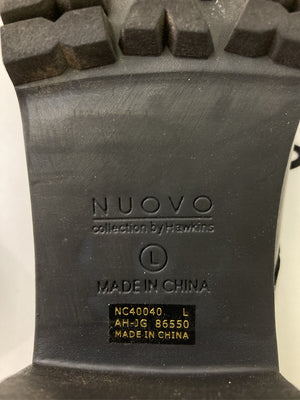 NUOVO
collection by Hawkins
L
MADE IN CHINA
NC40040 L
AH-JG 86550
MADE IN CHINA